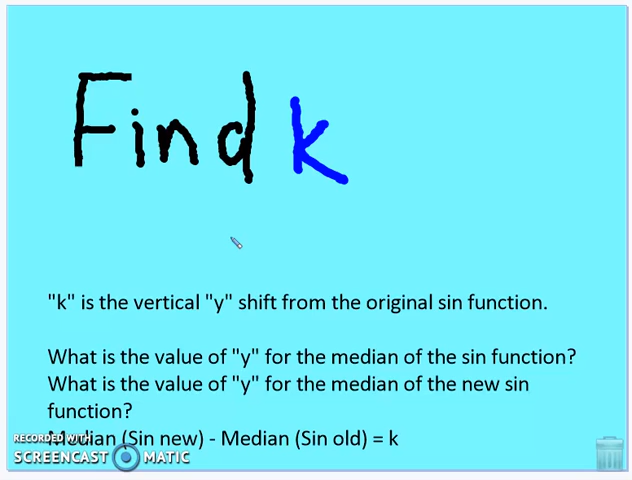 Find k
"k" is the vertical "y" shift from the original sin function.
What is the value of "y" for the median of the sin function?
What is the value of "y" for the median of the new sin
function?
Median (Sin new) - Median (Sin old) = k
RECORDED WITH
SCREENCAST MATIC